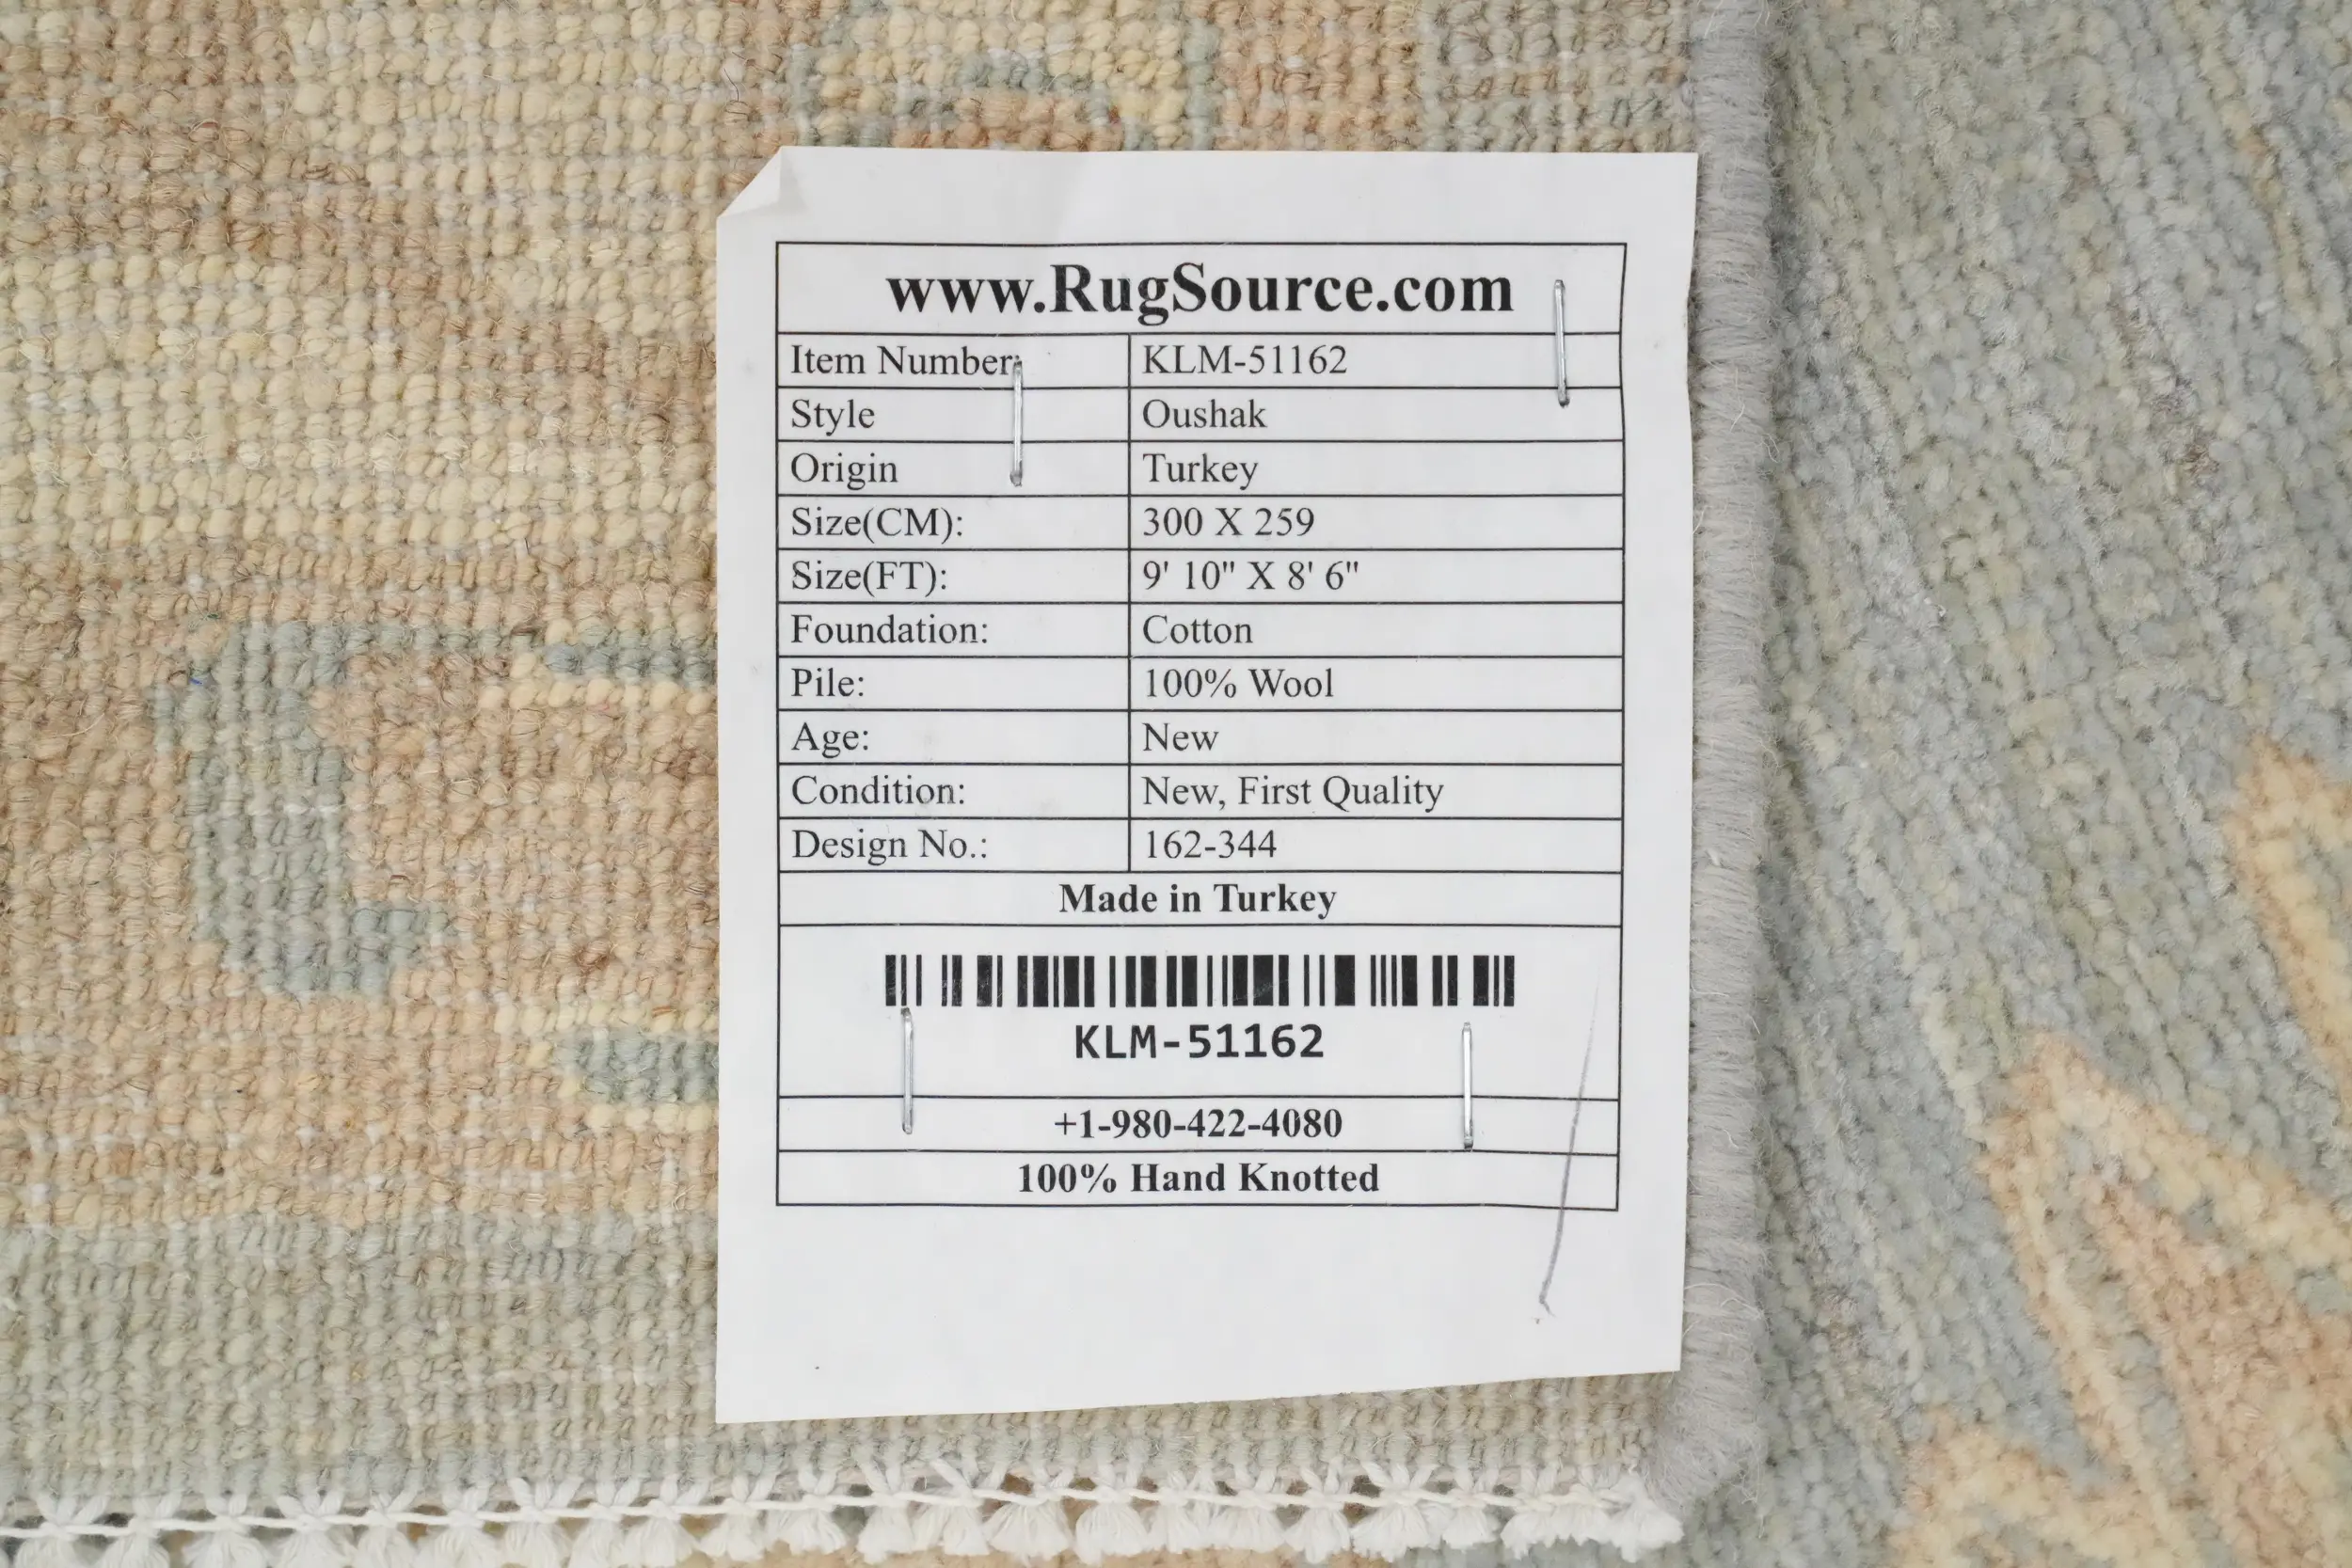 www.RugSource.com
Item Number: KLM-51162
Style Oushak
Origin Turkey
Size(CM): 300 X 259
Size(FT): 9' 10" X 8' 6"
Foundation: Cotton
Pile: 100% Wool
Age: New
Condition: New, First Quality
Design No.: 162-344
Made in Turkey
KLM-51162
+1-980-422-4080
100% Hand Knotted